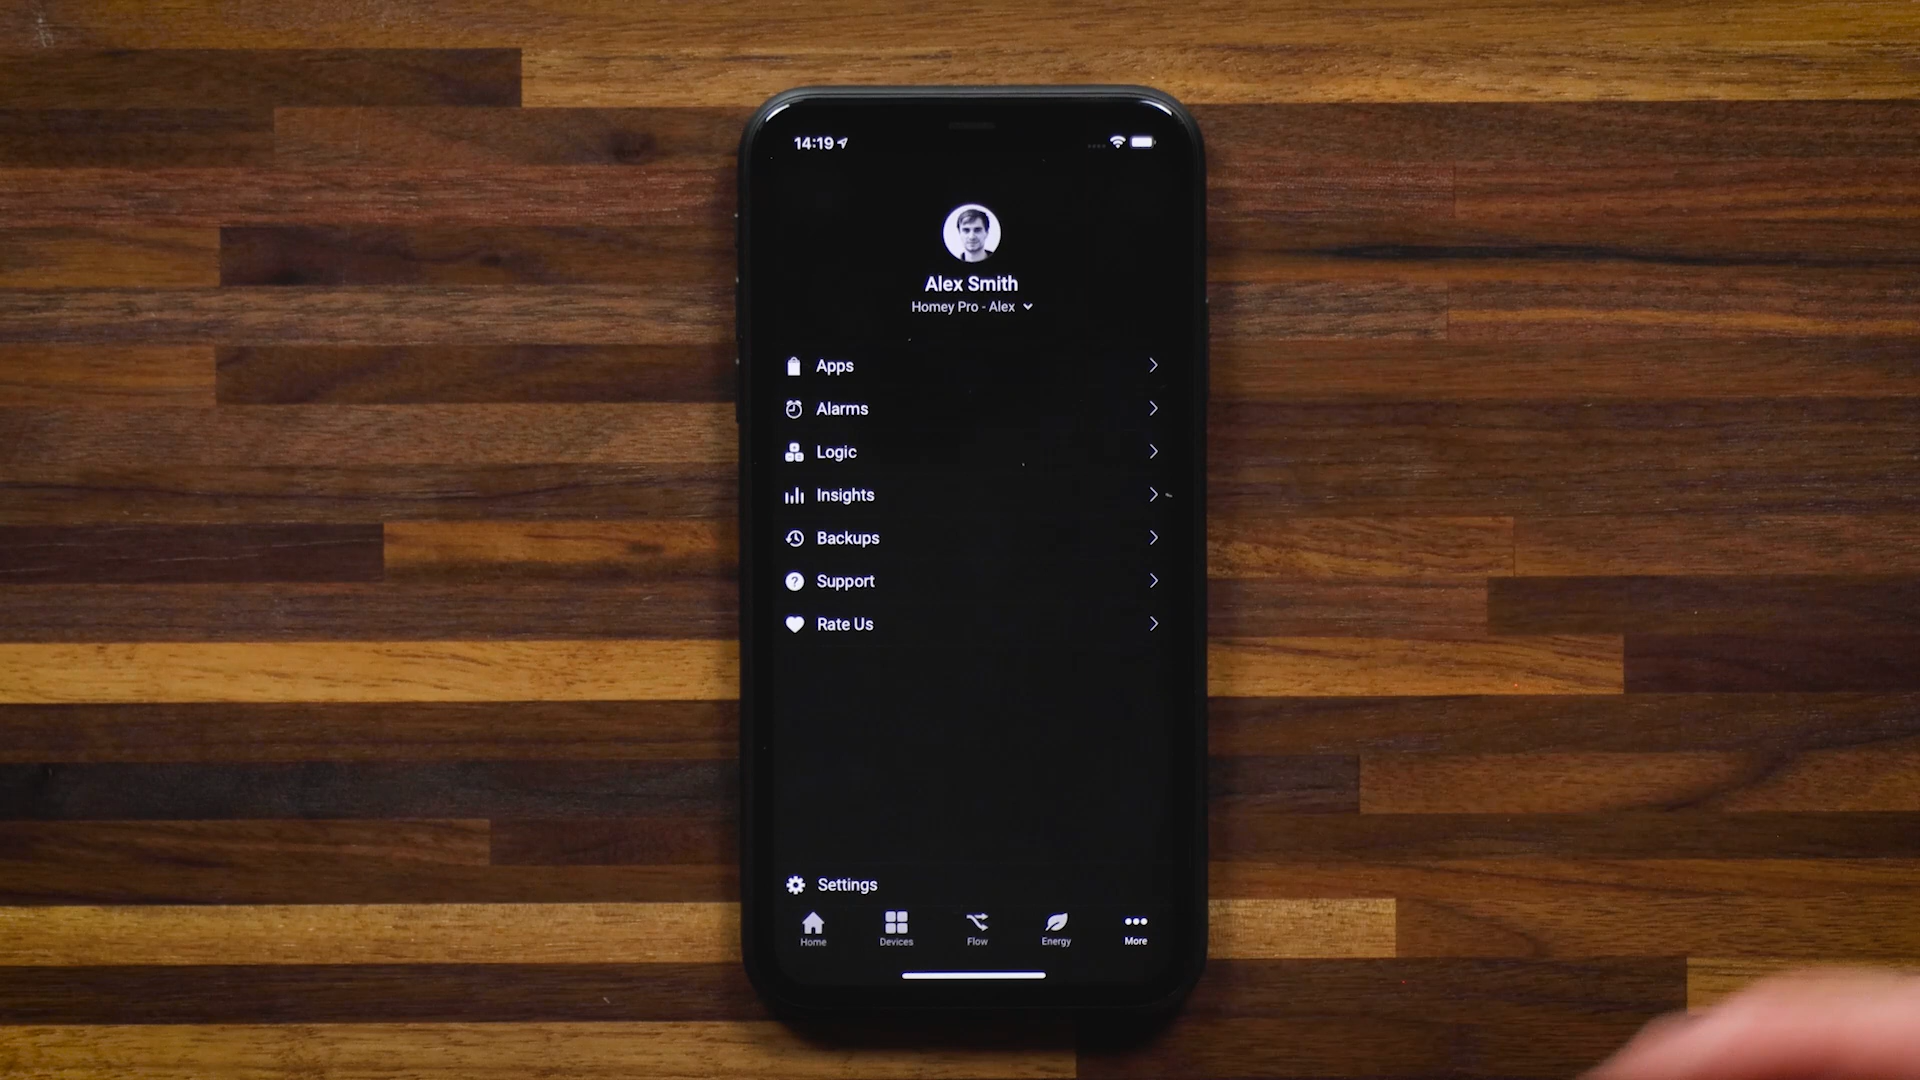 14:19
Alex Smith
Homey Pro - Alex
Apps
Alarms
Logic
Insights
Backups
Support
Rate Us
Settings
Home Devices Flow Energy More